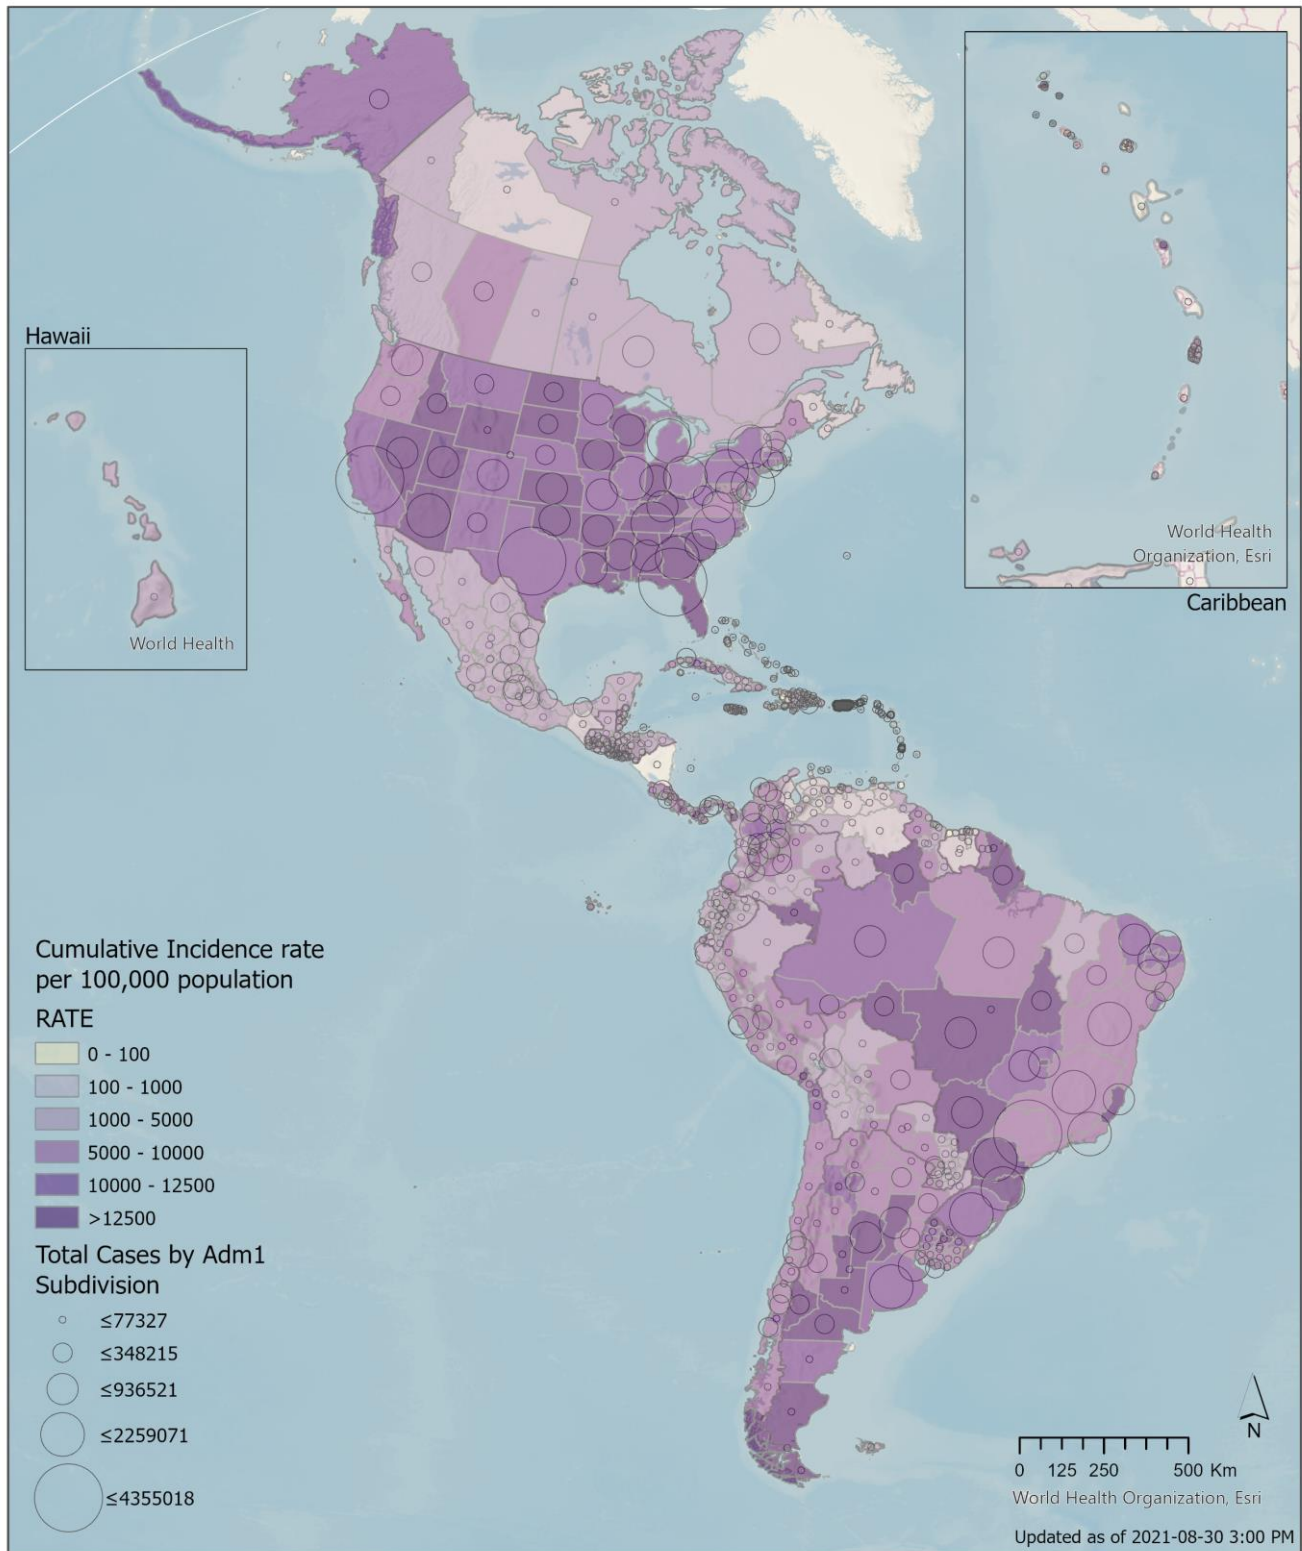 Hawaii
World Health
World Health
Organization, Esri
Caribbean
Cumulative Incidence rate
per 100,000 population
RATE
0 - 100
100 - 1000
1000 - 5000
5000 - 10000
10000 - 12500
>12500
Total Cases by Adm1
Subdivision
≤77327
≤348215
≤936521
≤2259071
≤4355018
N
0 125 250 500 Km
World Health Organization, Esri
Updated as of 2021-08-30 3:00 PM